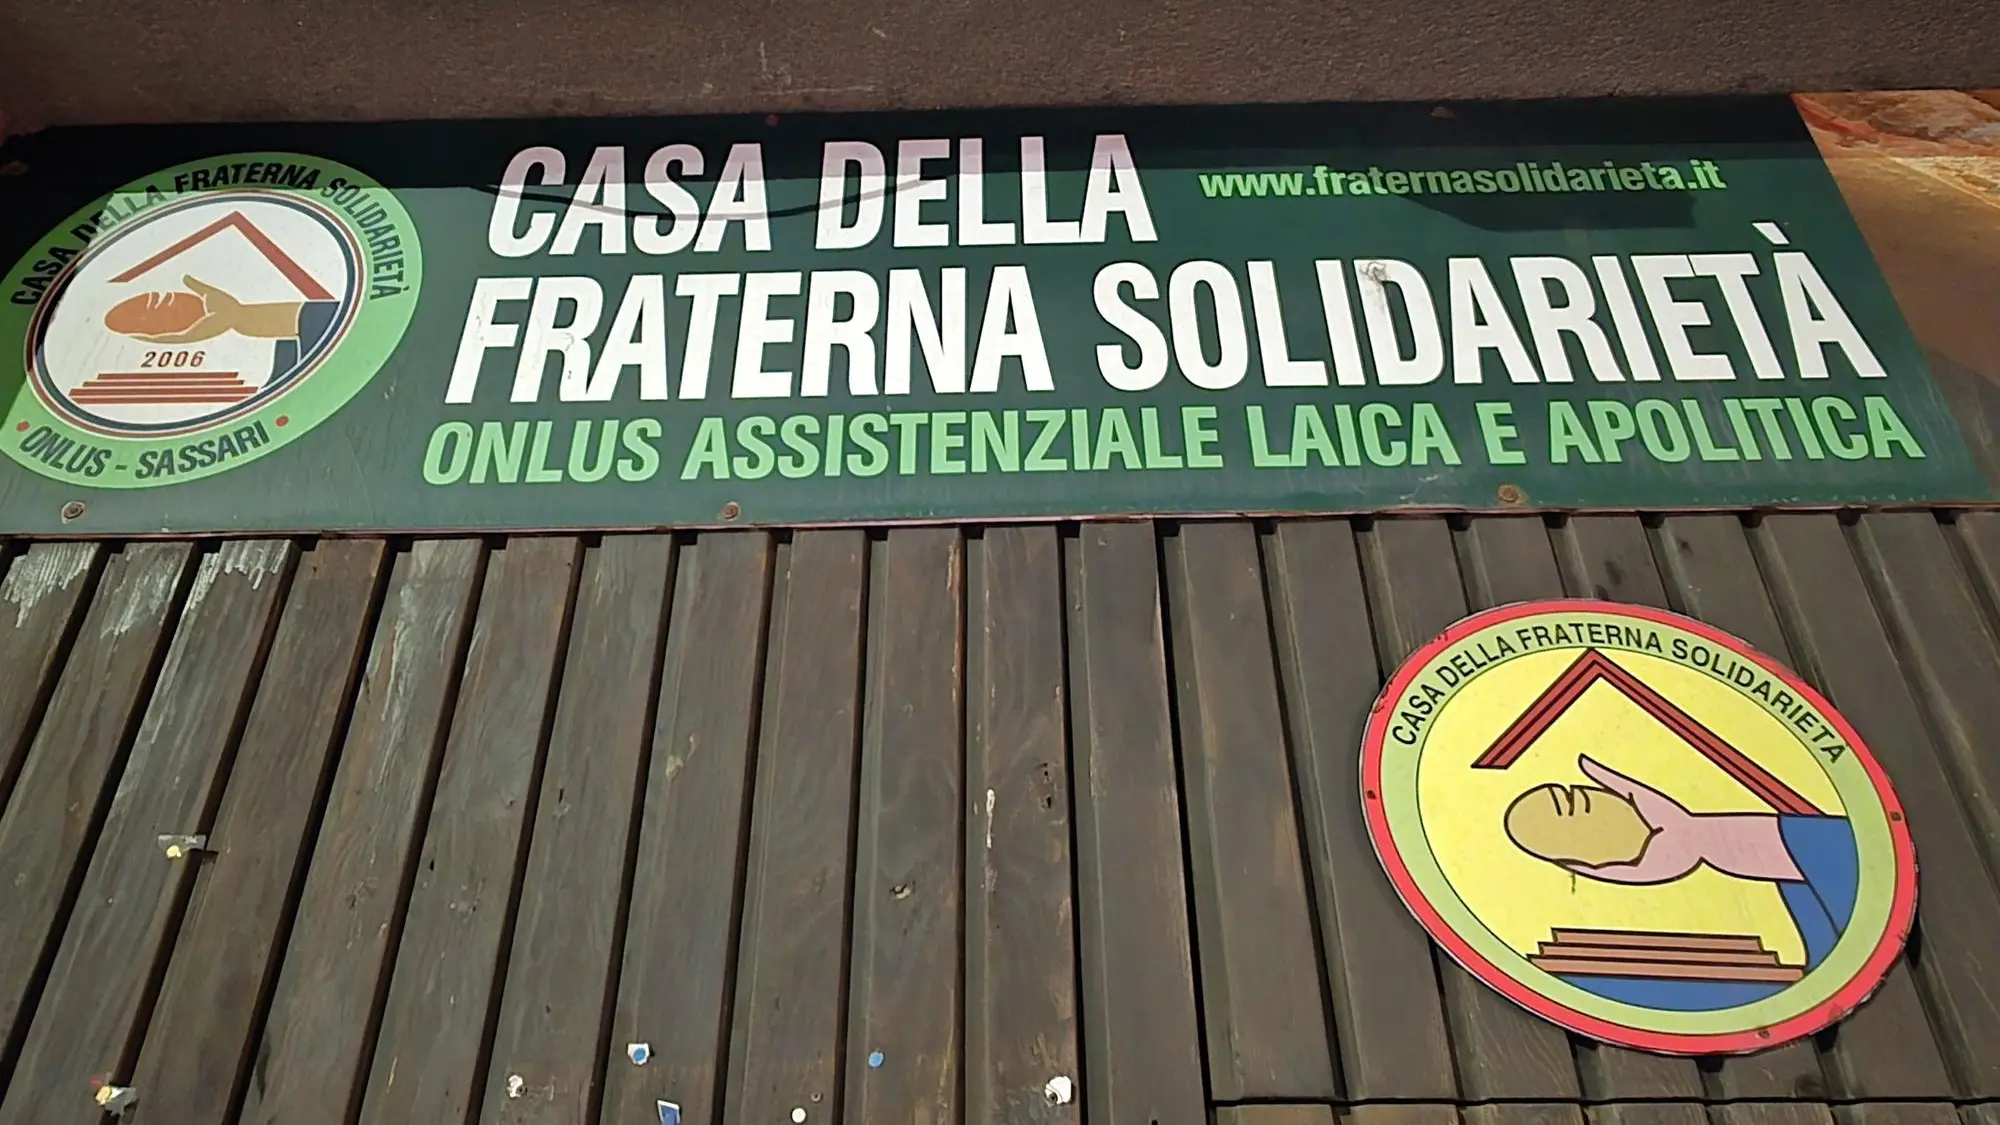 CASA DELLA FRATERNA SOLIDARIETÀ
2006
ONLUS - SASSARI
CASA DELLA
www.fraternasolidarieta.it
FRATERNA SOLIDARIETÀ
ONLUS ASSISTENZIALE LAICA E APOLITICA
CASA DELLA FRATERNA SOLIDARIETA